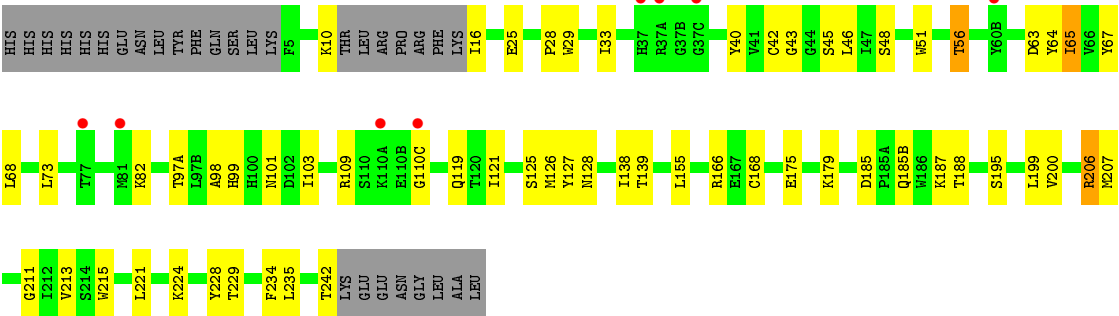 HIS HIS HIS HIS HIS HIS GLU ASN LEU TYR PHE GLN SER LEU LYS F5 K10 THR LEU ARG PRO ARG PHE LYS I16 E25 P28 W29 I33 H37 R37A G37B G37C Y40 V41 C42 G43 G44 S45 L46 I47 S48 W51 T56 Y60B D63 Y64 I65 V66 Y67
L68 L73 T77 M81 K82 T97A L97B A98 H99 H100 N101 D102 I103 R109 S110 K110A E110B G110C Q119 T120 I121 S125 M126 Y127 N128 I138 T139 L155 R166 E167 C168 E175 K179 D185 P185A Q185B W186 K187 T188 S195 L199 V200 R206 M207
G211 I212 V213 S214 W215 L221 K224 Y228 T229 F234 L235 T242 LYS GLU GLU ASN GLY LEU ALA LEU